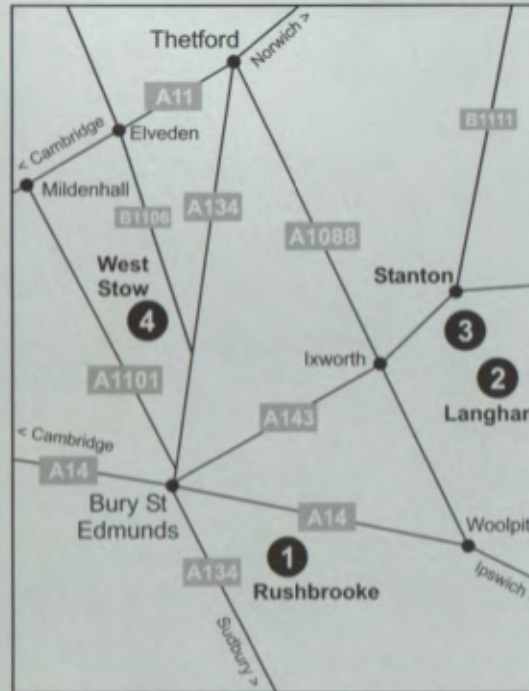 Thetford
Norwich >
A11
B1111
< Cambridge
Elveden
Mildenhall
B1106
A134
A1088
West
Stow
Stanton
4
3
Ixworth
2
A1101
A143
Langhar
< Cambridge
A14
Bury St
Edmunds
A14
Woolpit
1
Ipswich
A134
Rushbrooke
Sudbury >